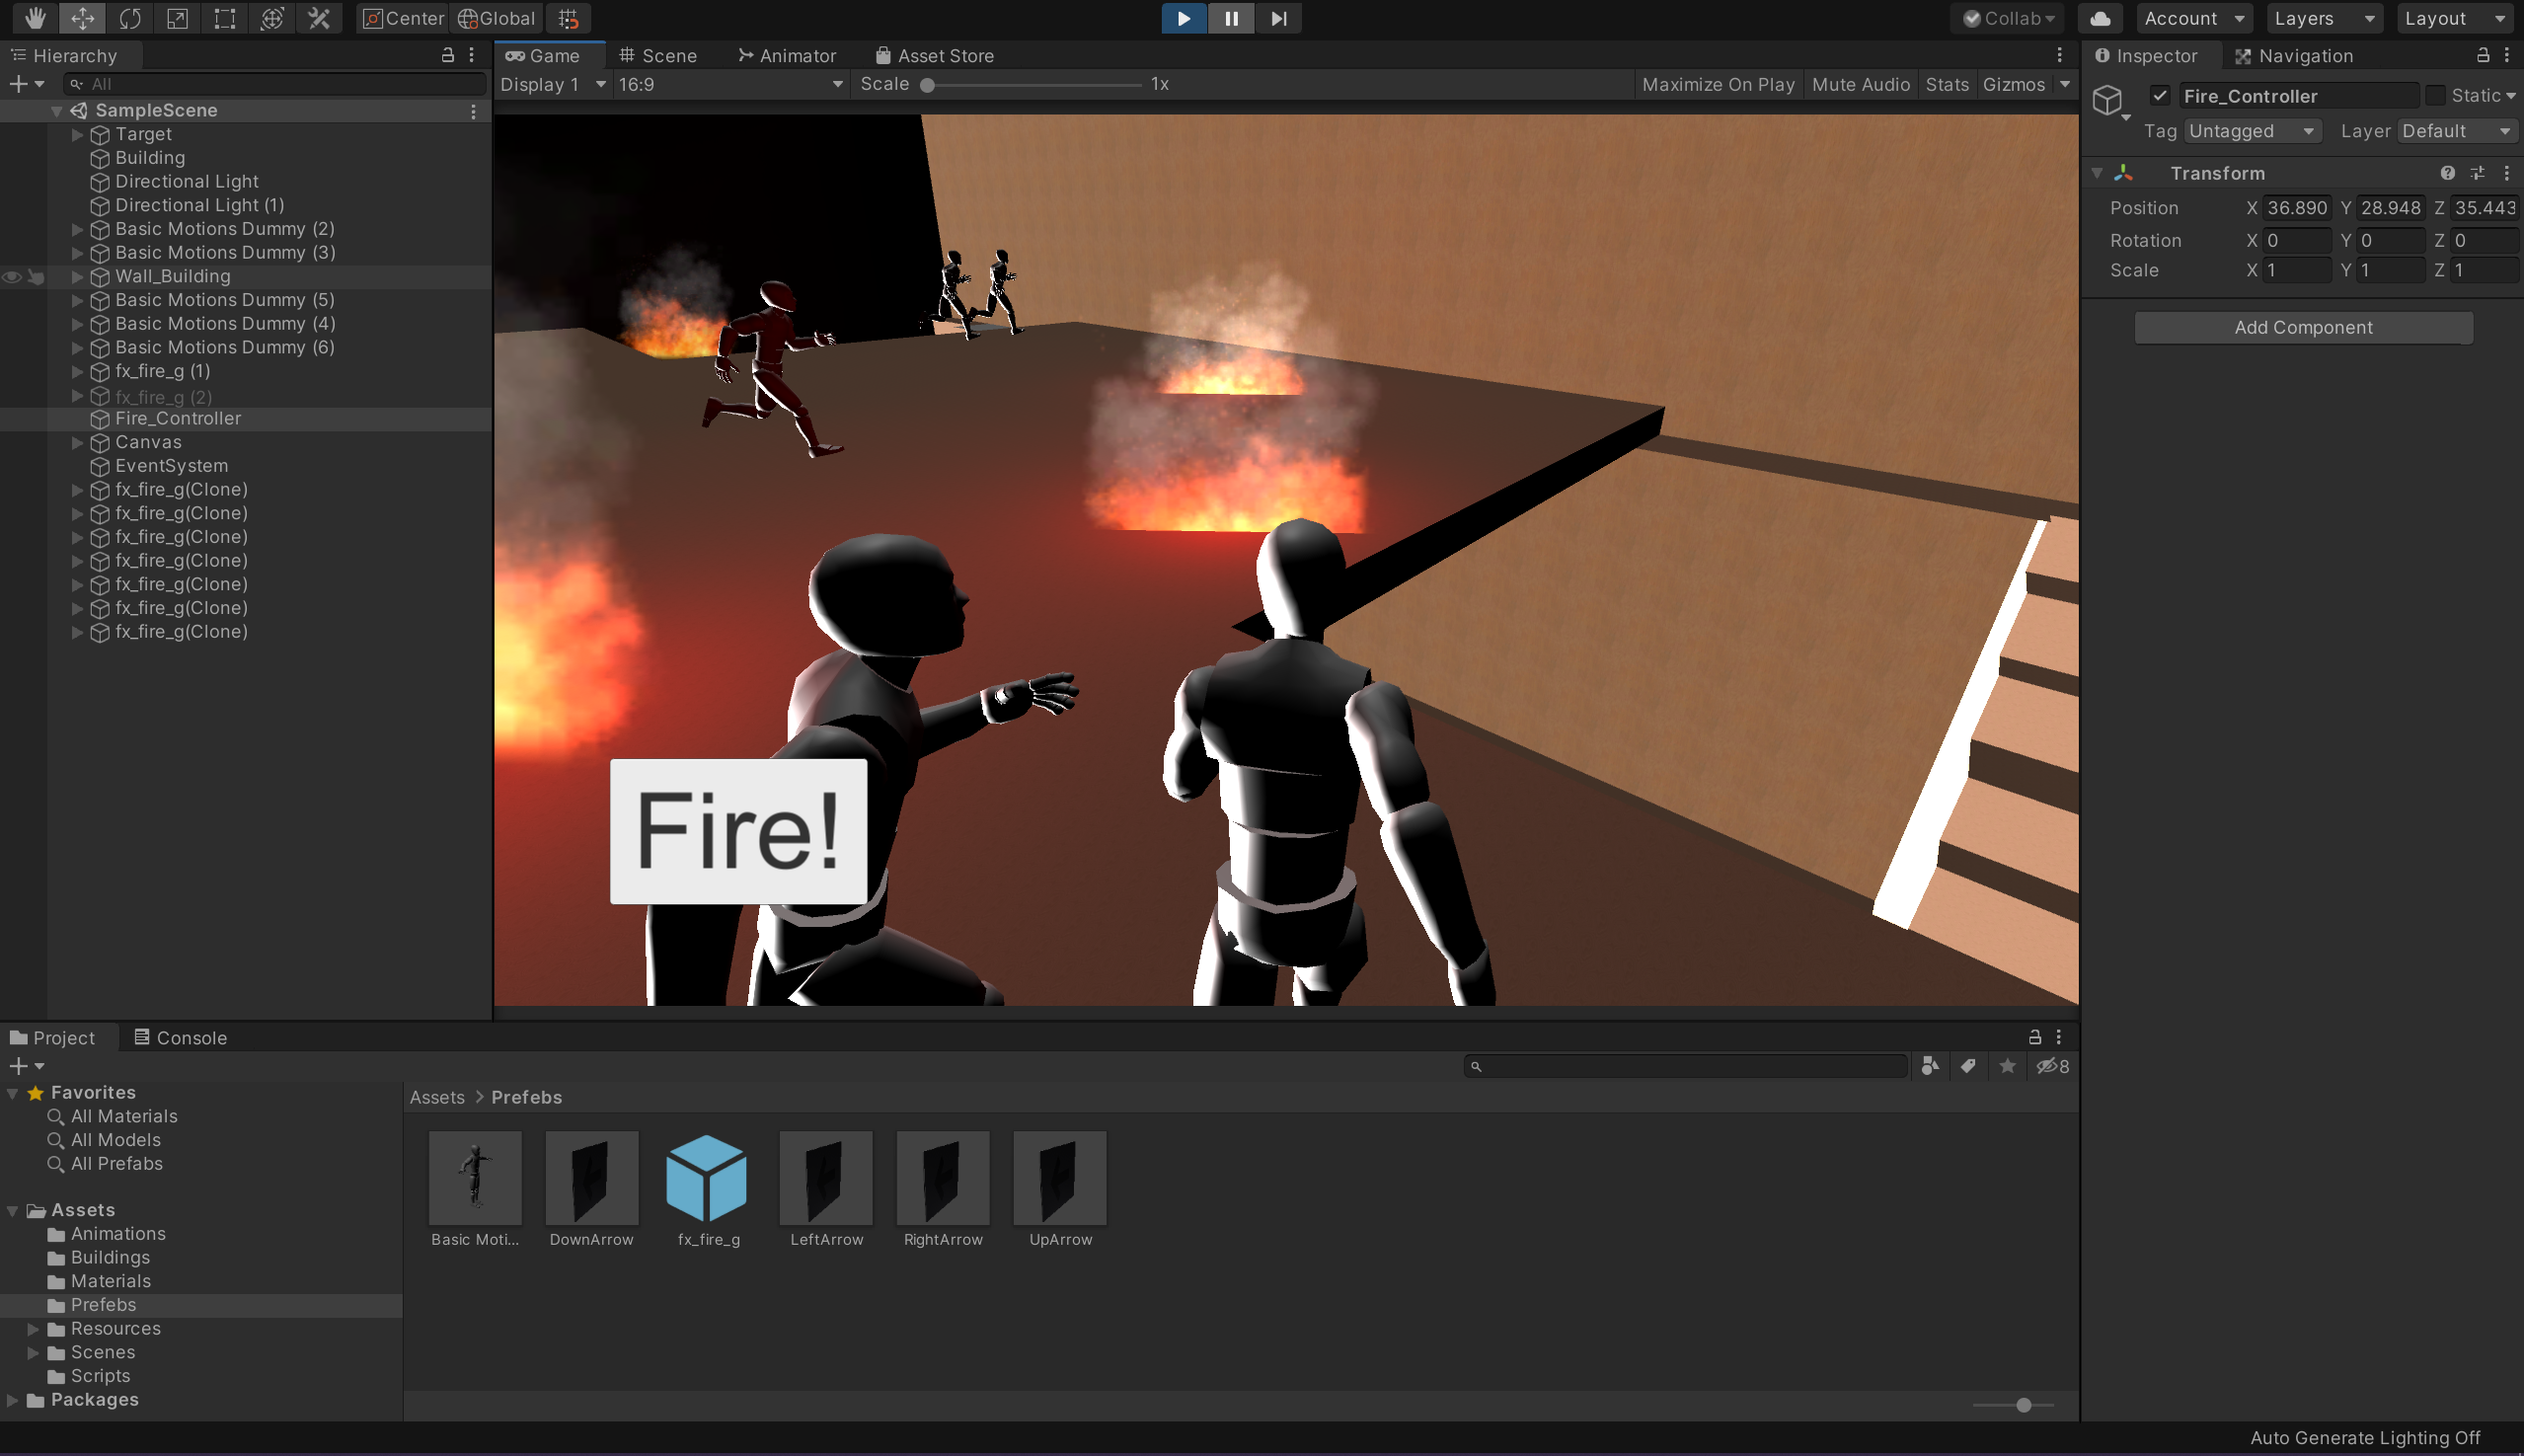 Center Global Collab Account Layers Layout
Hierarchy
All
SampleScene
Target
Building
Directional Light
Directional Light (1)
Basic Motions Dummy (2)
Basic Motions Dummy (3)
Wall_Building
Basic Motions Dummy (5)
Basic Motions Dummy (4)
Basic Motions Dummy (6)
fx_fire_g (1)
fx_fire_g (2)
Fire_Controller
Canvas
EventSystem
fx_fire_g(Clone)
fx_fire_g(Clone)
fx_fire_g(Clone)
fx_fire_g(Clone)
fx_fire_g(Clone)
fx_fire_g(Clone)
fx_fire_g(Clone)
Game Scene Animator Asset Store
Display 1 16:9 Scale 1x Maximize On Play Mute Audio Stats Gizmos
Fire!
Inspector Navigation
Fire_Controller Static
Tag Untagged Layer Default
Transform
Position X 36.890 Y 28.948 Z 35.443
Rotation X 0 Y 0 Z 0
Scale X 1 Y 1 Z 1
Add Component
Project Console
8
Favorites
All Materials
All Models
All Prefabs
Assets
Animations
Buildings
Materials
Prefebs
Resources
Scenes
Scripts
Packages
Assets > Prefebs
Basic Moti... DownArrow fx_fire_g LeftArrow RightArrow UpArrow
Auto Generate Lighting Off